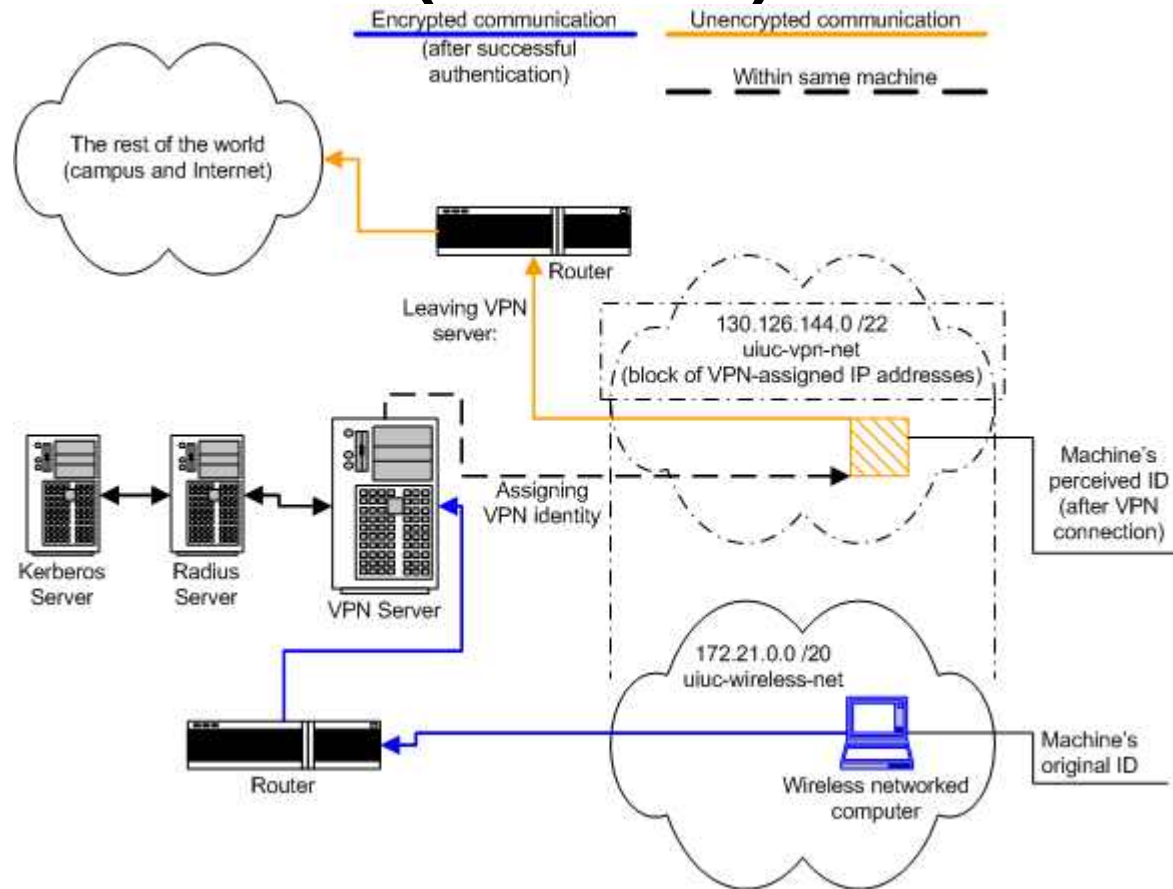 Encrypted communication
(after successful
authentication)
Unencrypted communication
Within same machine
The rest of the world
(campus and Internet)
Router
Leaving VPN
server:
130.126.144.0 /22
uiuc-vpn-net
(block of VPN-assigned IP addresses)
Machine's
perceived ID
(after VPN
connection)
Assigning
VPN identity
Kerberos
Server
Radius
Server
VPN Server
172.21.0.0 /20
uiuc-wireless-net
Router
Wireless networked
computer
Machine's
original ID